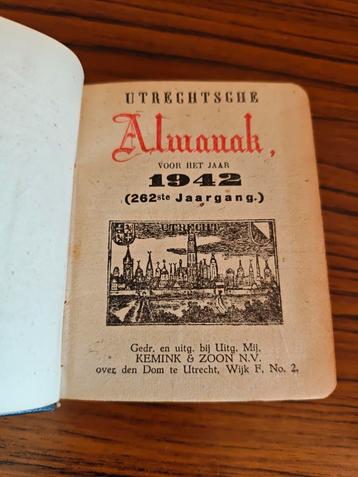 UTRECHTSCHE
Almanak,
VOOR HET JAAR
1942
(262ste Jaargang.)
UTRECHT
Gedr. en uitg. bij Uitg. Mij.
KEMINK & ZOON N.V.
over den Dom te Utrecht, Wijk F, No. 2,